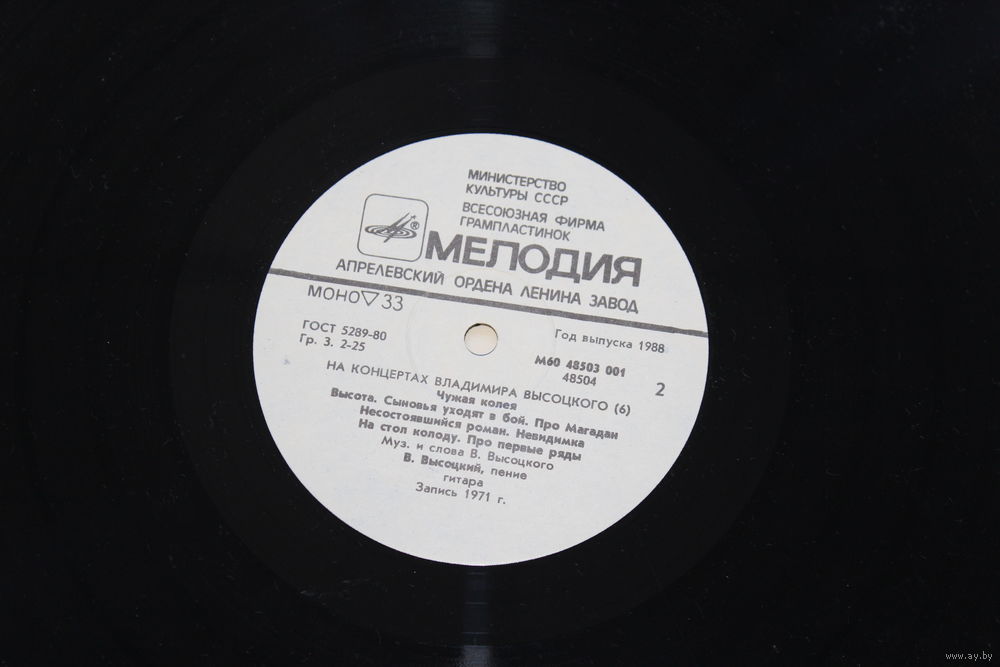 МИНИСТЕРСТВО
КУЛЬТУРЫ СССР
ВСЕСОЮЗНАЯ ФИРМА
ГРАМПЛАСТИНОК
®
МЕЛОДИЯ
АПРЕЛЕВСКИЙ ОРДЕНА ЛЕНИНА ЗАВОД
МОНО▽33
ГОСТ 5289-80
Гр. 3. 2-25
Год выпуска 1988
М60 48503 001
48504
2
НА КОНЦЕРТАХ ВЛАДИМИРА ВЫСОЦКОГО (6)
Чужая колея
Высота. Сыновья уходят в бой. Про Магадан
Несостоявшийся роман. Невидимка
На стол колоду. Про первые ряды
Муз. и слова В. Высоцкого
В. Высоцкий, пение
гитара
Запись 1971 г.
www.ay.by